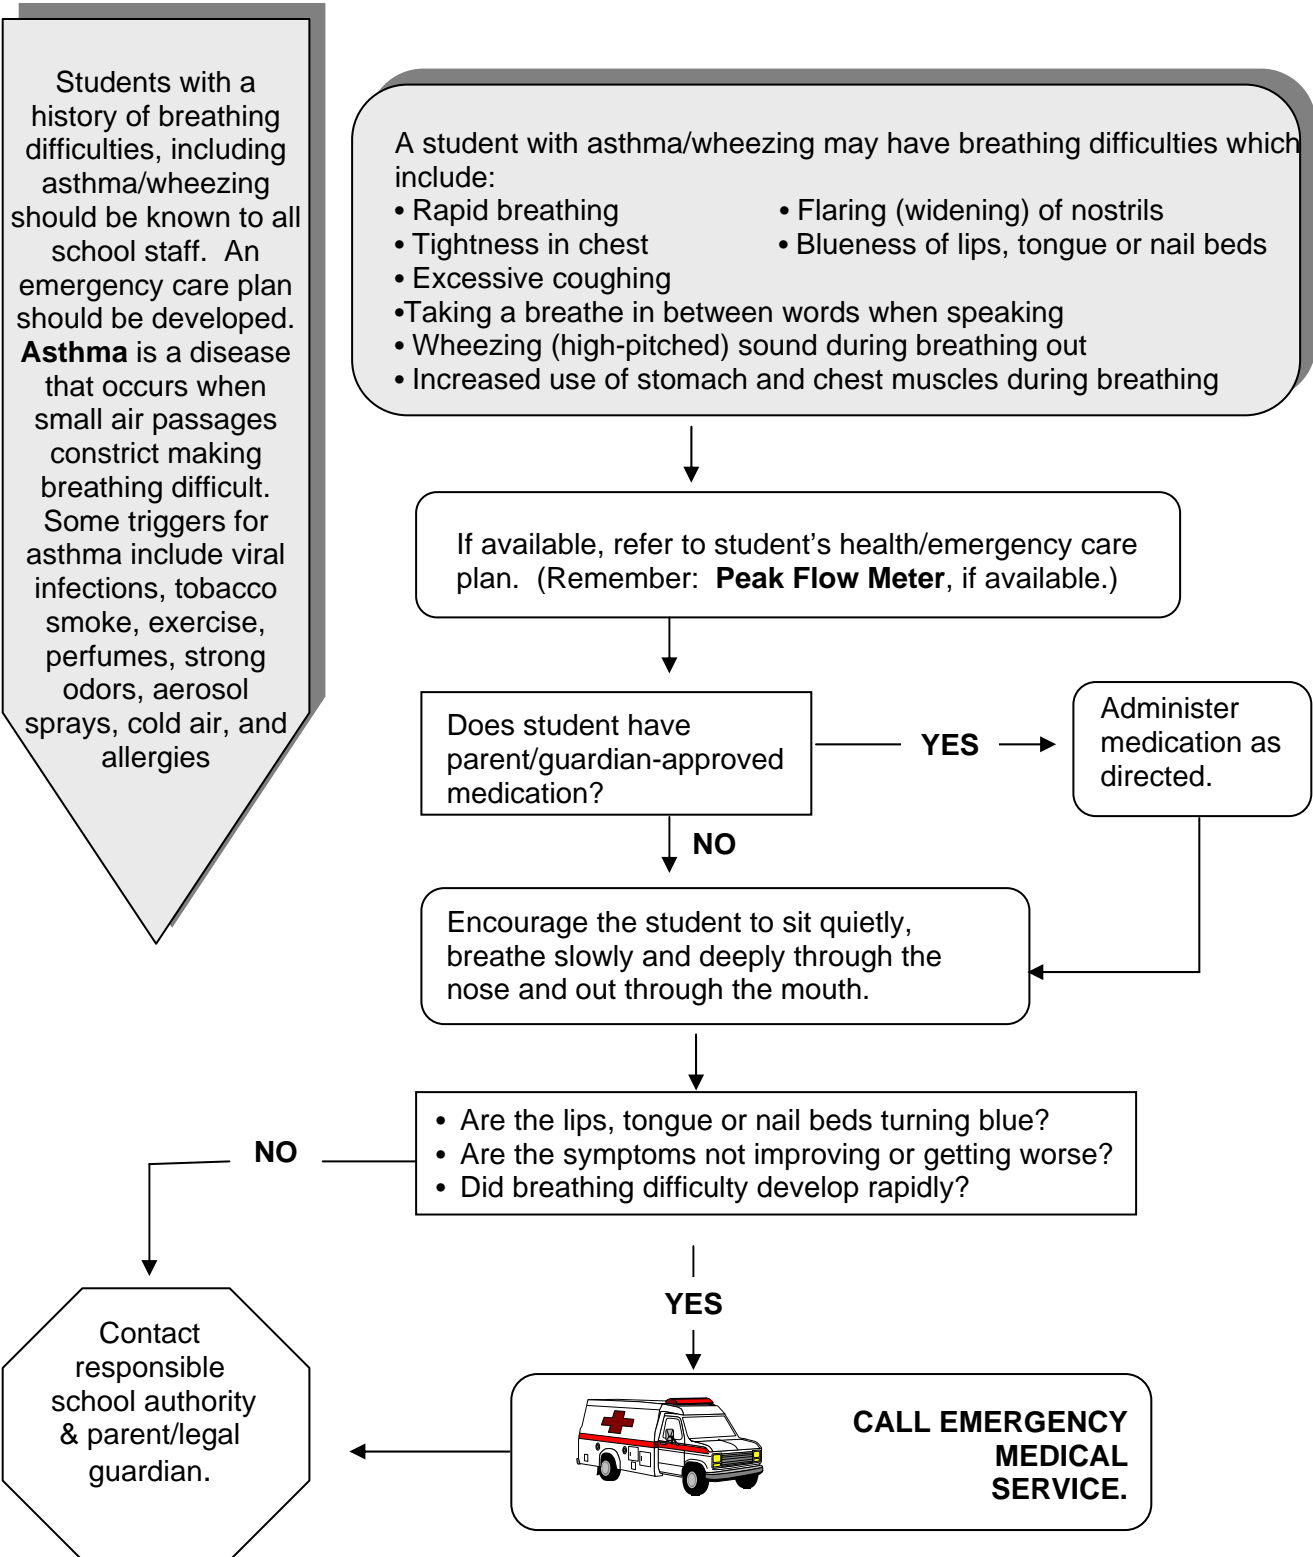 Students with a
history of breathing
difficulties, including
asthma/wheezing
should be known to all
school staff. An
emergency care plan
should be developed.
Asthma is a disease
that occurs when
small air passages
constrict making
breathing difficult.
Some triggers for
asthma include viral
infections, tobacco
smoke, exercise,
perfumes, strong
odors, aerosol
sprays, cold air, and
allergies
A student with asthma/wheezing may have breathing difficulties which
include:
• Rapid breathing • Flaring (widening) of nostrils
• Tightness in chest • Blueness of lips, tongue or nail beds
• Excessive coughing
•Taking a breathe in between words when speaking
• Wheezing (high-pitched) sound during breathing out
• Increased use of stomach and chest muscles during breathing
If available, refer to student's health/emergency care
plan. (Remember: Peak Flow Meter, if available.)
Does student have
parent/guardian-approved
medication?
YES
Administer
medication as
directed.
NO
Encourage the student to sit quietly,
breathe slowly and deeply through the
nose and out through the mouth.
• Are the lips, tongue or nail beds turning blue?
• Are the symptoms not improving or getting worse?
• Did breathing difficulty develop rapidly?
NO
YES
Contact
responsible
school authority
& parent/legal
guardian.
CALL EMERGENCY
MEDICAL
SERVICE.